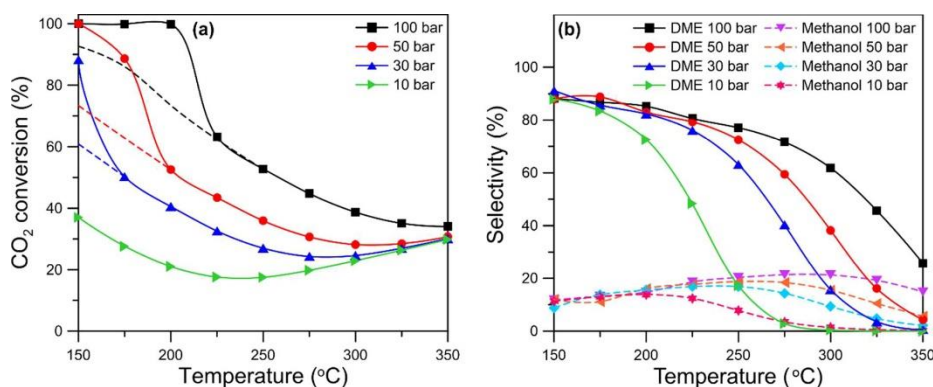 (a)
100 bar
50 bar
30 bar
10 bar
CO₂ conversion (%)
100
80
60
40
20
0
150 200 250 300 350
Temperature (°C)
(b)
DME 100 bar
DME 50 bar
DME 30 bar
DME 10 bar
Methanol 100 bar
Methanol 50 bar
Methanol 30 bar
Methanol 10 bar
Selectivity (%)
100
80
60
40
20
0
150 200 250 300 350
Temperature (°C)